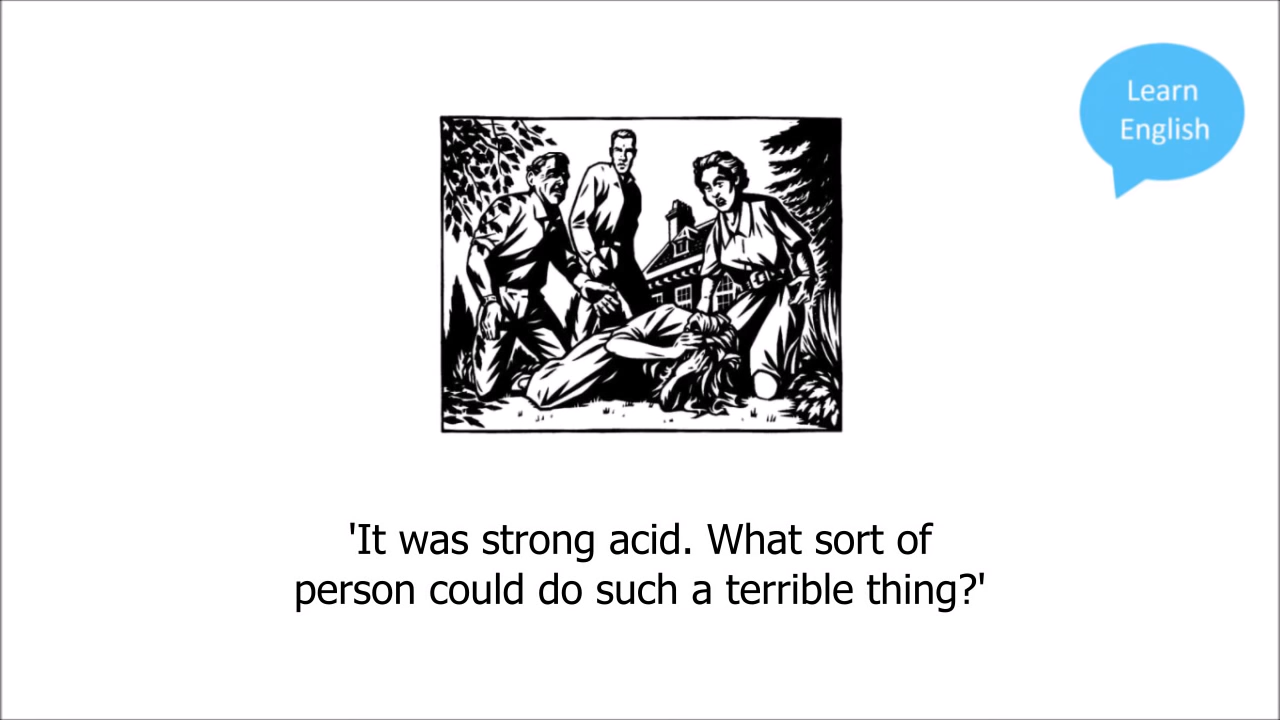 Learn
English
'It was strong acid. What sort of
person could do such a terrible thing?'